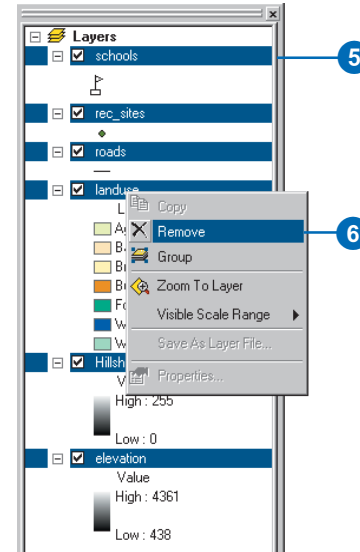 Layers
schools
5
rec_sites
roads
landuse
L
Copy
A
Remove
6
B
Group
B
B
Zoom To Layer
F
Visible Scale Range
W
W
Save As Layer File...
Hillsh
V
Properties...
High : 255
Low : 0
elevation
Value
High : 4361
Low : 438